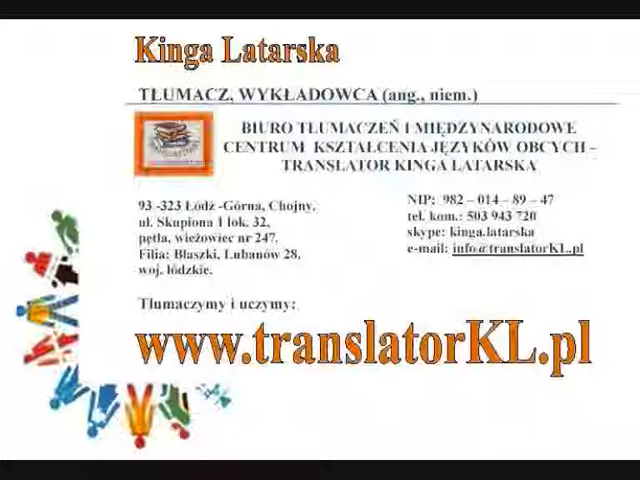 Kinga Latarska
TŁUMACZ, WYKŁADOWCA (ang., niem.)
BIURO TŁUMACZEŃ I MIĘDZYNARODOWE
CENTRUM KSZTAŁCENIA JĘZYKÓW OBCYCH –
TRANSLATOR KINGA LATARSKA
93 -323 Łódź -Górna, Chojny,
ul. Skupiona 1 lok. 32,
pętla, wieżowiec nr 247,
Filia: Błaszki, Lubanów 28,
woj. łódzkie.
NIP: 982 – 014 – 89 – 47
tel. kom.: 503 943 720
skype: kinga.latarska
e-mail: info@translatorKL.pl
Tłumaczymy i uczymy:
www.translatorKL.pl